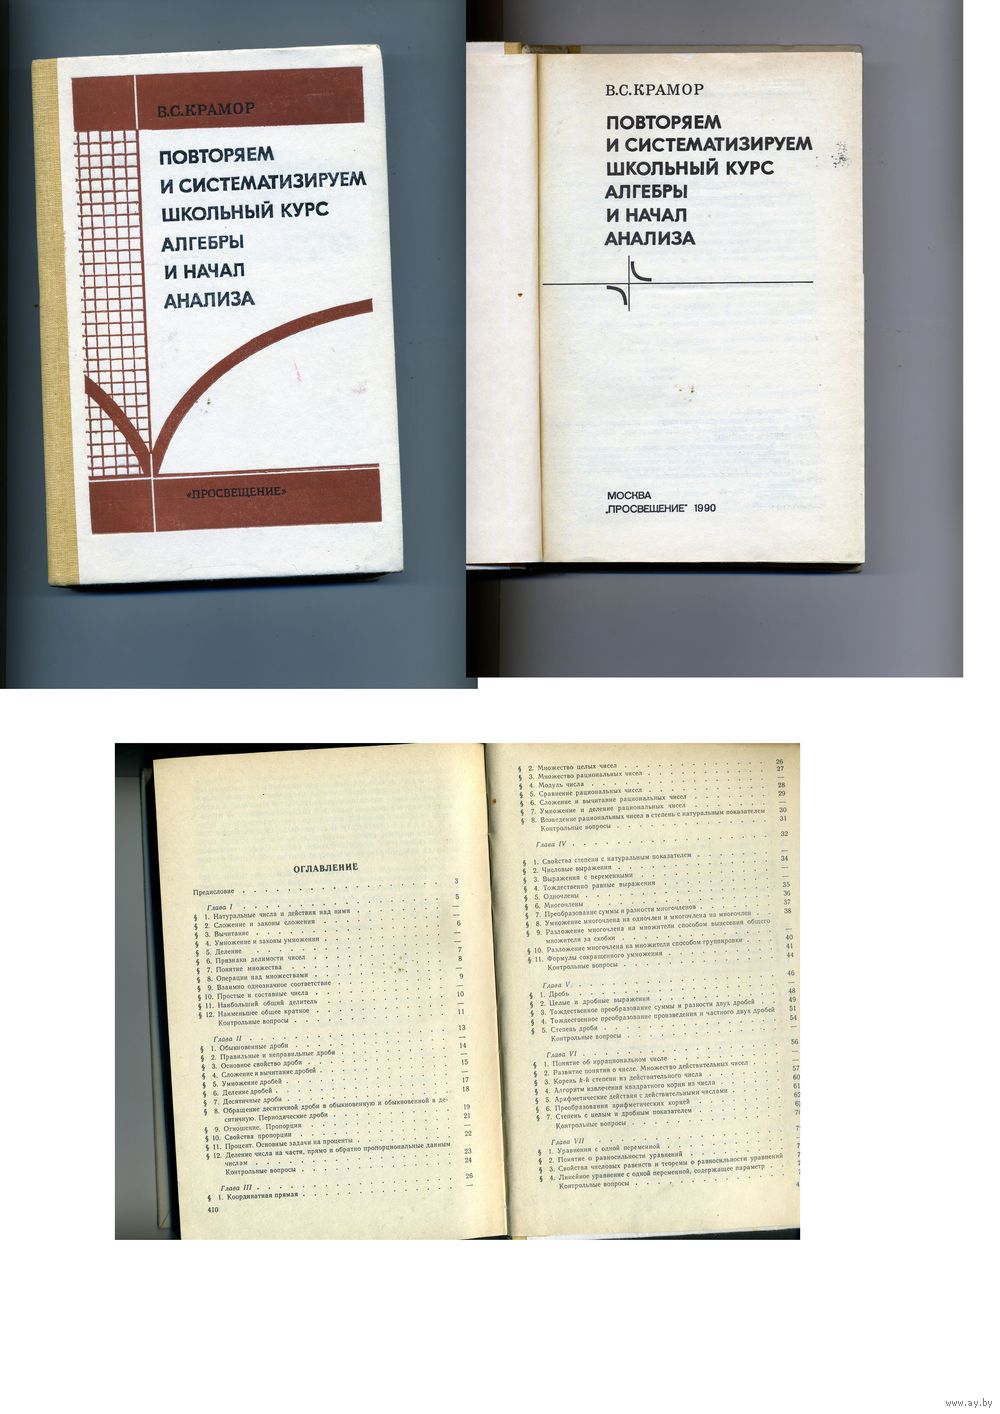 В.С.КРАМОР
ПОВТОРЯЕМ
И СИСТЕМАТИЗИРУЕМ
ШКОЛЬНЫЙ КУРС
АЛГЕБРЫ
И НАЧАЛ
АНАЛИЗА
«ПРОСВЕЩЕНИЕ»
В.С.КРАМОР
ПОВТОРЯЕМ
И СИСТЕМАТИЗИРУЕМ
ШКОЛЬНЫЙ КУРС
АЛГЕБРЫ
И НАЧАЛ
АНАЛИЗА
МОСКВА
„ПРОСВЕЩЕНИЕ" 1990
ОГЛАВЛЕНИЕ
Предисловие 3
Глава I 5
§ 1. Натуральные числа и действия над ними —
§ 2. Сложение и законы сложения 6
§ 3. Вычитание —
§ 4. Умножение и законы умножения —
§ 5. Деление 7
§ 6. Признаки делимости чисел 8
§ 7. Понятие множества —
§ 8. Операции над множествами 9
§ 9. Взаимно однозначное соответствие —
§ 10. Простые и составные числа 10
§ 11. Наибольший общий делитель —
§ 12. Наименьшее общее кратное 11
Контрольные вопросы
Глава II 13
§ 1. Обыкновенные дроби —
§ 2. Правильные и неправильные дроби 14
§ 3. Основное свойство дроби —
§ 4. Сложение и вычитание дробей 15
§ 5. Умножение дробей —
§ 6. Деление дробей 17
§ 7. Десятичные дроби 18
§ 8. Обращение десятичной дроби в обыкновенную и обыкновенной в де-
сятичную. Периодические дроби 19
§ 9. Отношение. Пропорция 21
§ 10. Свойства пропорции —
§ 11. Процент. Основные задачи на проценты 22
§ 12. Деление числа на части, прямо и обратно пропорциональные данным
числам 23
Контрольные вопросы 24
Глава III 26
§ 1. Координатная прямая —
410
§ 2. Множество целых чисел 26
§ 3. Множество рациональных чисел 27
§ 4. Модуль числа —
§ 5. Сравнение рациональных чисел 28
§ 6. Сложение и вычитание рациональных чисел 29
§ 7. Умножение и деление рациональных чисел —
§ 8. Возведение рациональных чисел в степень с натуральным показателем 30
Контрольные вопросы 31
Глава IV 32
§ 1. Свойства степени с натуральным показателем —
§ 2. Числовые выражения 34
§ 3. Выражения с переменными —
§ 4. Тождественно равные выражения —
§ 5. Одночлены 35
§ 6. Многочлены 36
§ 7. Преобразование суммы и разности многочленов 37
§ 8. Умножение многочлена на одночлен и многочлена на многочлен 38
§ 9. Разложение многочлена на множители способом вынесения общего
множителя за скобки —
§ 10. Разложение многочлена на множители способом группировки 40
§ 11. Формулы сокращенного умножения 41
Контрольные вопросы 44
Глава V 46
§ 1. Дробь —
§ 2. Целые и дробные выражения 48
§ 3. Тождественное преобразование суммы и разности двух дробей 49
§ 4. Тождественное преобразование произведения и частного двух дробей 51
§ 5. Степень дроби 54
Контрольные вопросы —
Глава VI 56
§ 1. Понятие об иррациональном числе —
§ 2. Развитие понятия о числе. Множество действительных чисел —
§ 3. Корень k-й степени из действительного числа 57
§ 4. Алгоритм извлечения квадратного корня из числа 60
§ 5. Арифметические действия с действительными числами 61
§ 6. Преобразования арифметических корней
§ 7. Степень с целым и дробным показателем
Контрольные вопросы
Глава VII
§ 1. Уравнения с одной переменной
§ 2. Понятие о равносильности уравнений
§ 3. Свойства числовых равенств и теоремы о равносильности уравнений
§ 4. Линейное уравнение с одной переменной, содержащее параметр
Контрольные вопросы
www.ay.by